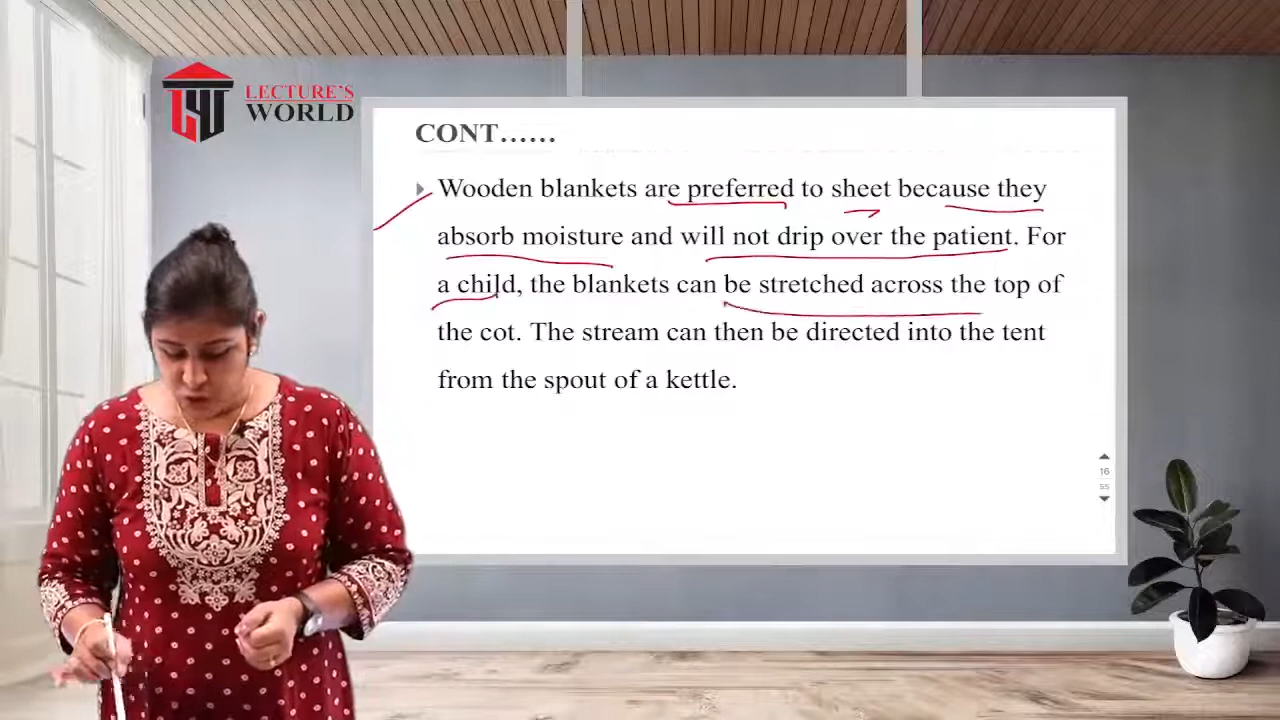 LECTURE'S
WORLD
CONT......
Wooden blankets are preferred to sheet because they
absorb moisture and will not drip over the patient. For
a child, the blankets can be stretched across the top of
the cot. The stream can then be directed into the tent
from the spout of a kettle.
16
55